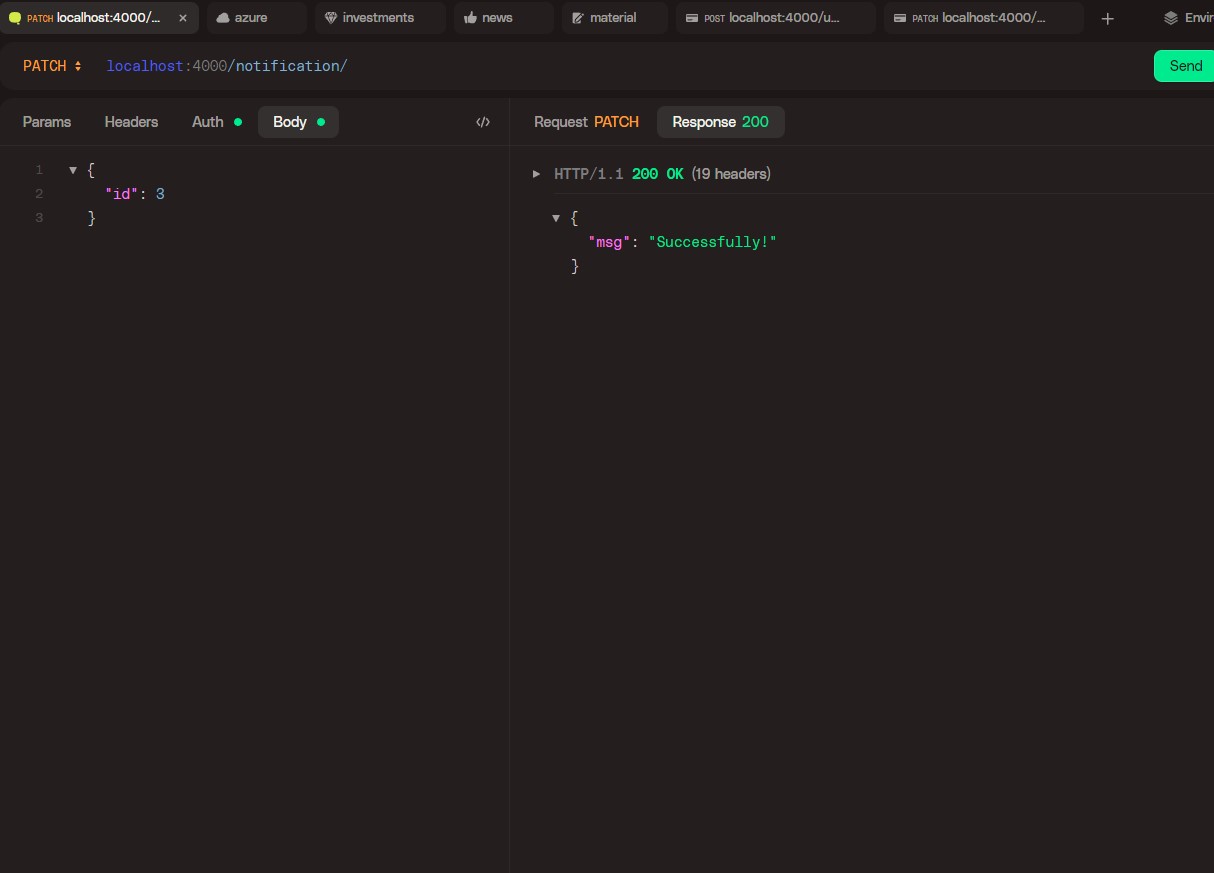 PATCH localhost:4000/... × azure investments news material POST localhost:4000/u... PATCH localhost:4000/... + Envir
PATCH localhost:4000/notification/ Send
Params Headers Auth Body </> Request PATCH Response 200
1 {
2 "id": 3
3 }
HTTP/1.1 200 OK (19 headers)
{
"msg": "Successfully!"
}